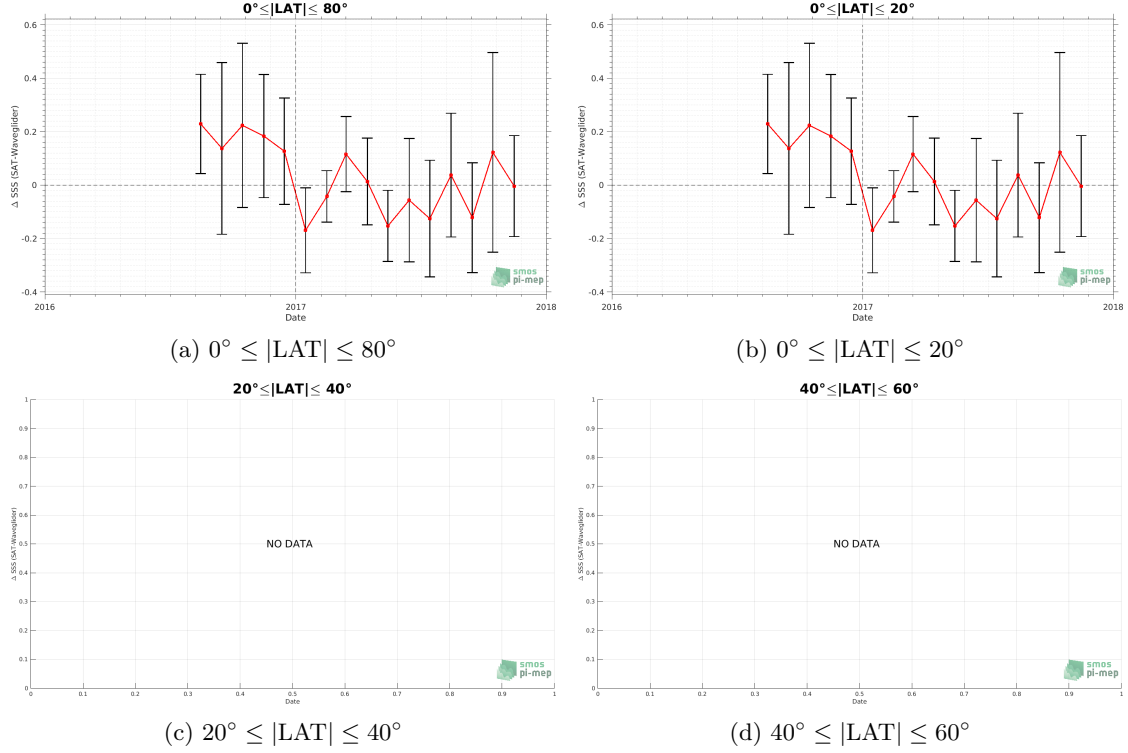 0°≤|LAT|≤ 80°
0.6
0.4
0.2
0
-0.2
-0.4
Δ SSS (SAT-Waveglider)
2016
2017
2018
Date
smos
pi-mep
(a) 0° ≤ |LAT| ≤ 80°
0°≤|LAT|≤ 20°
0.6
0.4
0.2
0
-0.2
-0.4
Δ SSS (SAT-Waveglider)
2016
2017
2018
Date
smos
pi-mep
(b) 0° ≤ |LAT| ≤ 20°
20°≤|LAT|≤ 40°
1
0.9
0.8
0.7
0.6
0.5
0.4
0.3
0.2
0.1
0
Δ SSS (SAT-Waveglider)
NO DATA
0 0.1 0.2 0.3 0.4 0.5 0.6 0.7 0.8 0.9 1
Date
smos
pi-mep
(c) 20° ≤ |LAT| ≤ 40°
40°≤|LAT|≤ 60°
1
0.9
0.8
0.7
0.6
0.5
0.4
0.3
0.2
0.1
0
Δ SSS (SAT-Waveglider)
NO DATA
0 0.1 0.2 0.3 0.4 0.5 0.6 0.7 0.8 0.9 1
Date
smos
pi-mep
(d) 40° ≤ |LAT| ≤ 60°